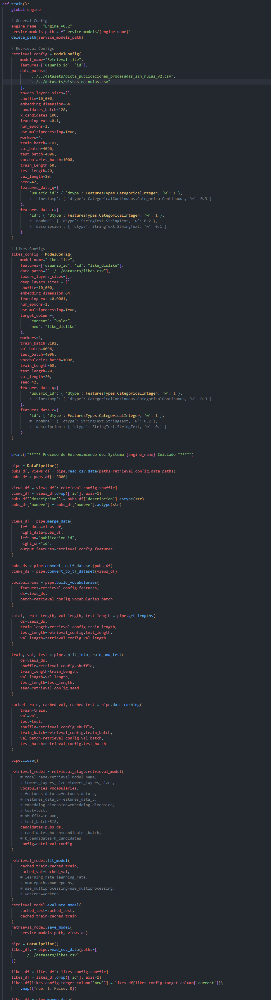 def train():
    global engine

    # General Configs
    engine_name = "Engine_v0.2"
    service_models_path = f"service_models/{engine_name}"
    delete_path(service_models_path)

    # Retrieval Configs
    retrieval_config = ModelConfig(
        model_name="Retrieval lite",
        features=['usuario_id', 'id'],
        data_paths=[
            "../../datasets/picta_publicaciones_procesadas_sin_nulas_v2.csv",
            "../../datasets/vistas_no_nulas.csv"
        ],
        towers_layers_sizes=[],
        shuffle=10_000,
        embedding_dimension=64,
        candidates_batch=128,
        k_candidates=100,
        learning_rate=0.1,
        num_epochs=1,
        use_multiprocessing=True,
        workers=4,
        train_batch=8192,
        val_batch=4096,
        test_batch=4096,
        vocabularies_batch=1000,
        train_Length=60,
        test_length=20,
        val_length=20,
        seed=42,
        features_data_q={
            'usuario_id': { 'dtype': FeaturesTypes.CategoricalInteger, 'w': 1 },
            # 'timestamp': { 'dtype': CategoricalContinuous.CategoricalContinuous, 'w': 0.3 }
        },
        features_data_c={
            'id': { 'dtype': FeaturesTypes.CategoricalInteger, 'w': 1 },
            # 'nombre': { 'dtype': StringText.StringText, 'w': 0.2 },
            # 'descripcion': { 'dtype': StringText.StringText, 'w': 0.1 }
        }
    )

    # Likes Configs
    likes_config = ModelConfig(
        model_name="Likes lite",
        features=['usuario_id', 'id', "like_dislike"],
        data_paths=["../../datasets/likes.csv"],
        towers_layers_sizes=[],
        deep_layers_sizes = [],
        shuffle=10_000,
        embedding_dimension=64,
        learning_rate=0.0001,
        num_epochs=1,
        use_multiprocessing=True,
        target_column={
            "current": "valor",
            "new": "like_dislike"
        },
        workers=4,
        train_batch=8192,
        val_batch=4096,
        test_batch=4096,
        vocabularies_batch=1000,
        train_Length=60,
        test_length=20,
        val_length=20,
        seed=42,
        features_data_q={
            'usuario_id': { 'dtype': FeaturesTypes.CategoricalInteger, 'w': 1 },
            # 'timestamp': { 'dtype': CategoricalContinuous.CategoricalContinuous, 'w': 0.3 }
        },
        features_data_c={
            'id': { 'dtype': FeaturesTypes.CategoricalInteger, 'w': 1 },
            # 'nombre': { 'dtype': StringText.StringText, 'w': 0.2 },
            # 'descripcion': { 'dtype': StringText.StringText, 'w': 0.1 }
        }
    )


    print(f"***** Proceso de Entrenamiendo del Systema {engine_name} Iniciado *****")

    pipe = DataPipeline()
    pubs_df, views_df = pipe.read_csv_data(paths=retrieval_config.data_paths)
    pubs_df = pubs_df[: 5000]

    views_df = views_df[: retrieval_config.shuffle]
    views_df = views_df.drop(['id'], axis=1)
    pubs_df['descripcion'] = pubs_df['descripcion'].astype(str)
    pubs_df['nombre'] = pubs_df['nombre'].astype(str)


    views_df = pipe.merge_data(
        left_data=views_df,
        right_data=pubs_df,
        left_on="publicacion_id",
        right_on="id",
        output_features=retrieval_config.features
    )

    pubs_ds = pipe.convert_to_tf_dataset(pubs_df)
    views_ds = pipe.convert_to_tf_dataset(views_df)

    vocabularies = pipe.build_vocabularies(
        features=retrieval_config.features,
        ds=views_ds,
        batch=retrieval_config.vocabularies_batch
    )

    total, train_Length, val_length, test_length = pipe.get_lengths(
        ds=views_ds,
        train_length=retrieval_config.train_length,
        test_length=retrieval_config.test_length,
        val_length=retrieval_config.val_length
    )

    train, val, test = pipe.split_into_train_and_test(
        ds=views_ds,
        shuffle=retrieval_config.shuffle,
        train_length=train_Length,
        val_length=val_length,
        test_length=test_length,
        seed=retrieval_config.seed
    )

    cached_train, cached_val, cached_test = pipe.data_caching(
        train=train,
        val=val,
        test=test,
        shuffle=retrieval_config.shuffle,
        train_batch=retrieval_config.train_batch,
        val_batch=retrieval_config.val_batch,
        test_batch=retrieval_config.test_batch
    )

    pipe.close()

    retrieval_model = retrieval_stage.retrieval_model(
        # model_name=retrieval_model_name,
        # towers_layers_sizes=towers_layers_sizes,
        vocabularies=vocabularies,
        # features_data_q=features_data_q,
        # features_data_c=features_data_c,
        # embedding_dimension=embedding_dimension,
        # test=test,
        # shuffle=10_000,
        # test_batch=512,
        candidates=pubs_ds,
        # candidates_batch=candidates_batch,
        # k_candidates=k_candidates
        config=retrieval_config
    )

    retrieval_model.fit_model(
        cached_train=cached_train,
        cached_val=cached_val,
        # learning_rate=learning_rate,
        # num_epochs=num_epochs,
        # use_multiprocessing=use_multiprocessing,
        # workers=workers
    )
    retrieval_model.evaluate_model(
        cached_test=cached_test,
        cached_train=cached_train
    )
    retrieval_model.save_model(
        service_models_path, views_ds)

    pipe = DataPipeline()
    likes_df, = pipe.read_csv_data(paths=[
        "../../datasets/likes.csv"
    ])

    likes_df = likes_df[: likes_config.shuffle]
    likes_df = likes_df.drop(['id'], axis=1)
    likes_df[likes_config.target_column['new']] = likes_df[likes_config.target_column['current']]\
        .map({True: 1, False: 0})

    likes_df = pipe.merge_data(